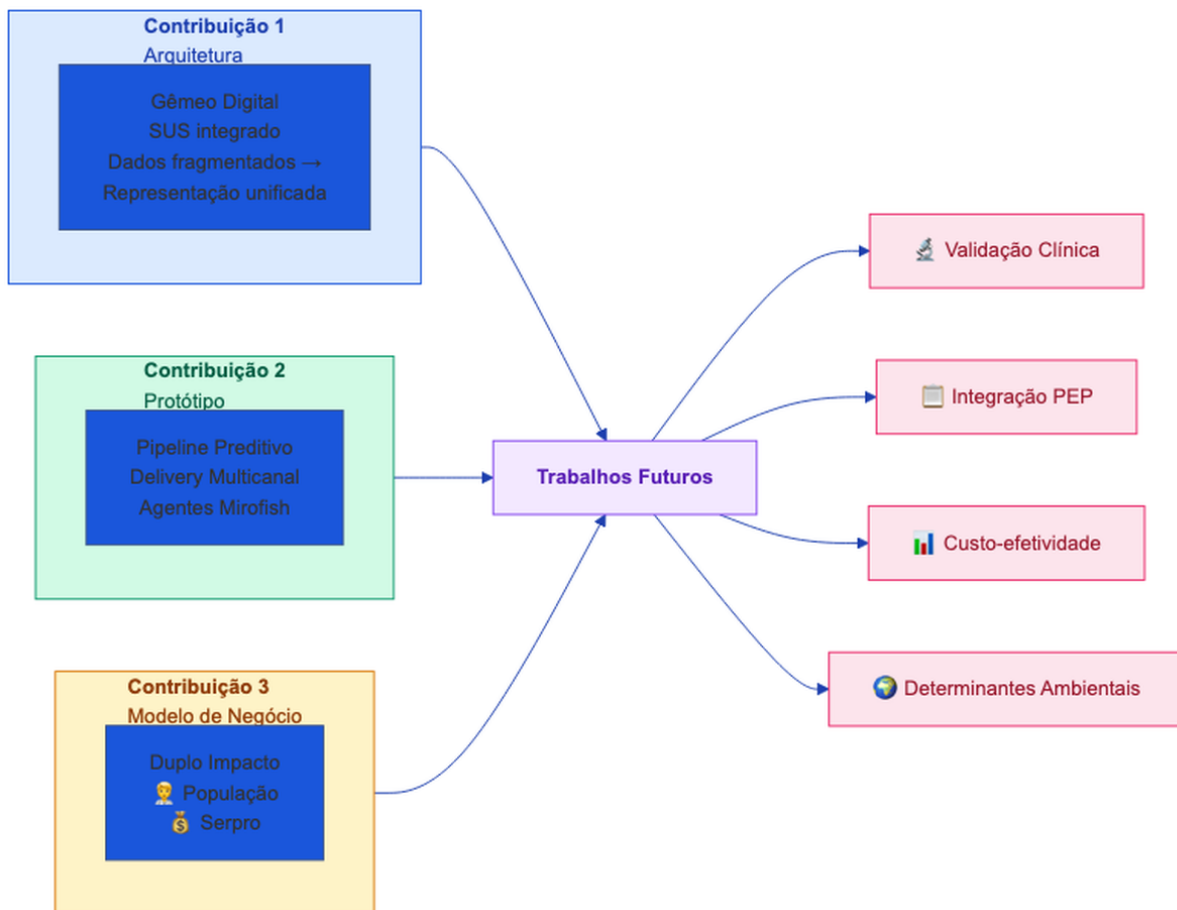 Contribuição 1
Arquitetura
Gêmeo Digital
SUS integrado
Dados fragmentados →
Representação unificada
Contribuição 2
Protótipo
Pipeline Preditivo
Delivery Multicanal
Agentes Mirofish
Contribuição 3
Modelo de Negócio
Duplo Impacto
População
Serpro
Trabalhos Futuros
Validação Clínica
Integração PEP
Custo-efetividade
Determinantes Ambientais